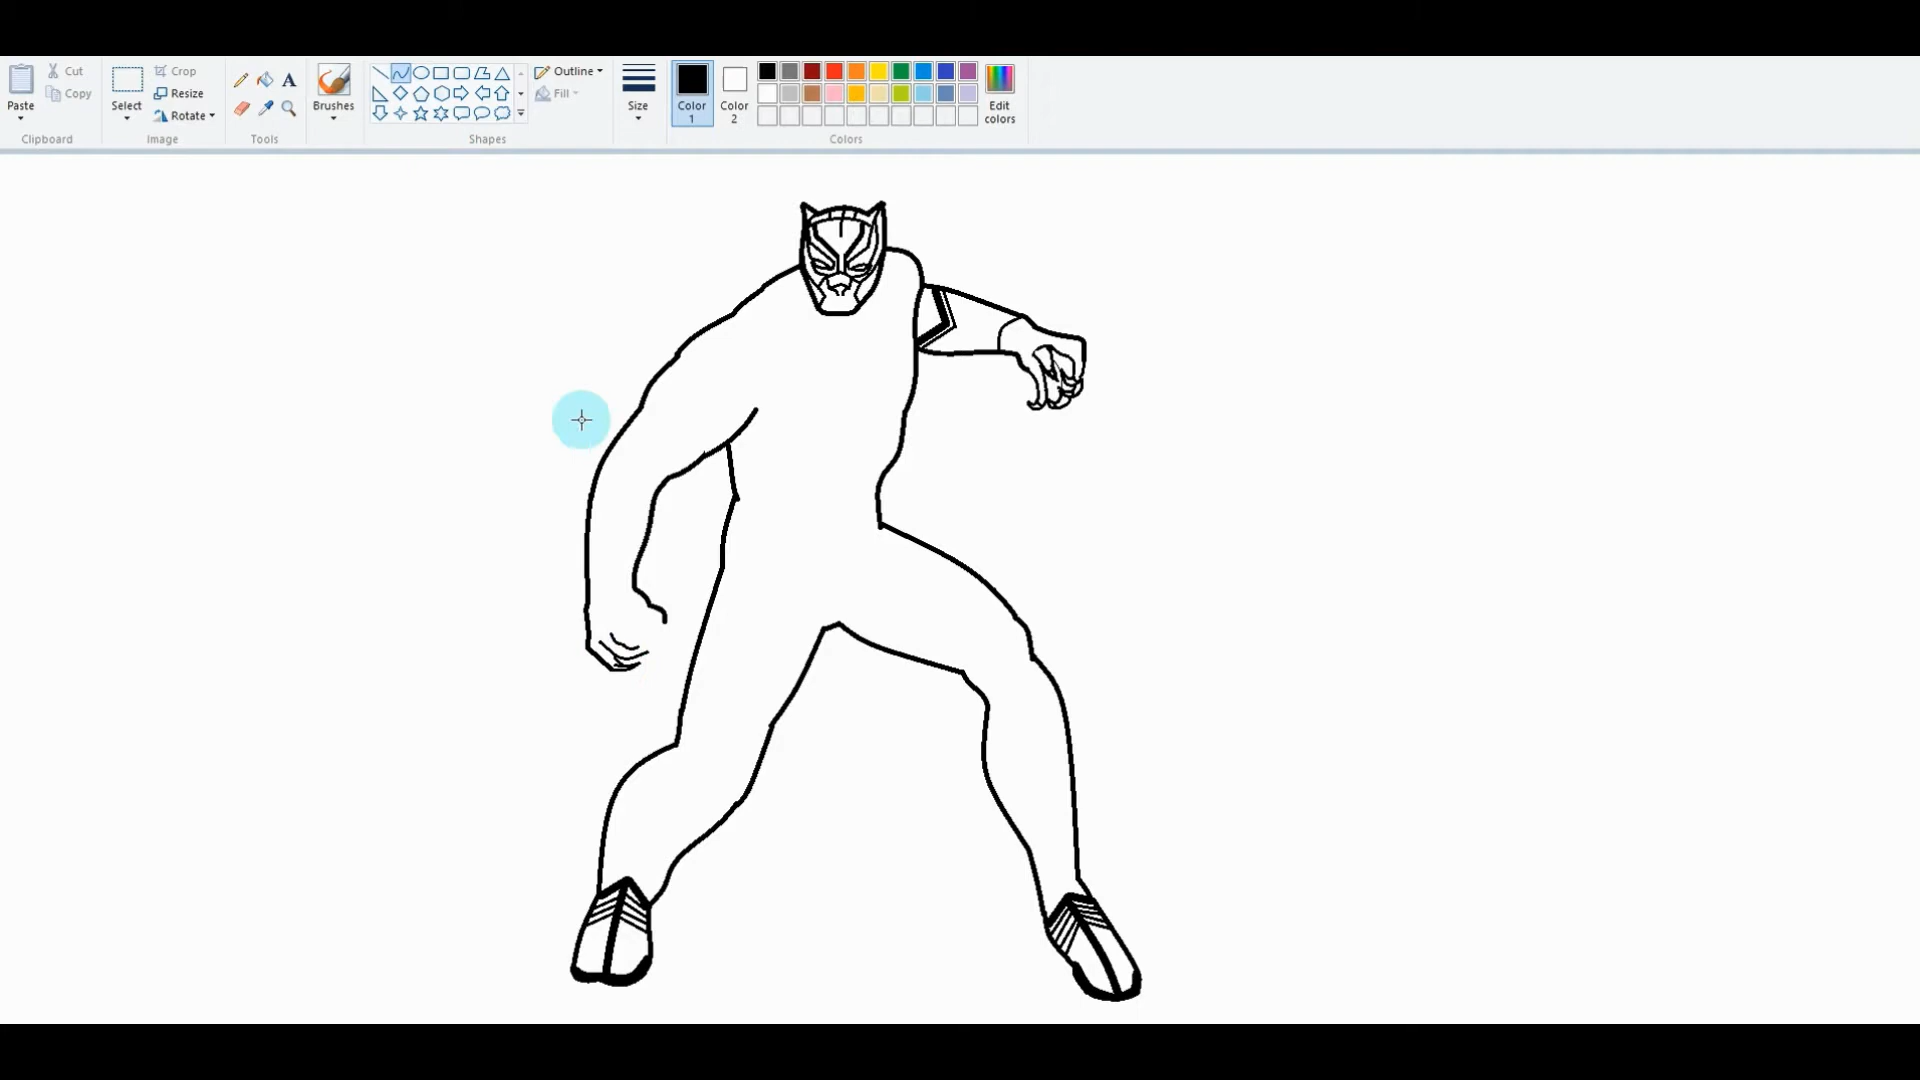 Paste
Cut
Copy
Clipboard
Select
Crop
Resize
Rotate
Image
A
Tools
Brushes
Shapes
Outline
Fill
Size
Color
1
Color
2
Colors
Edit
colors